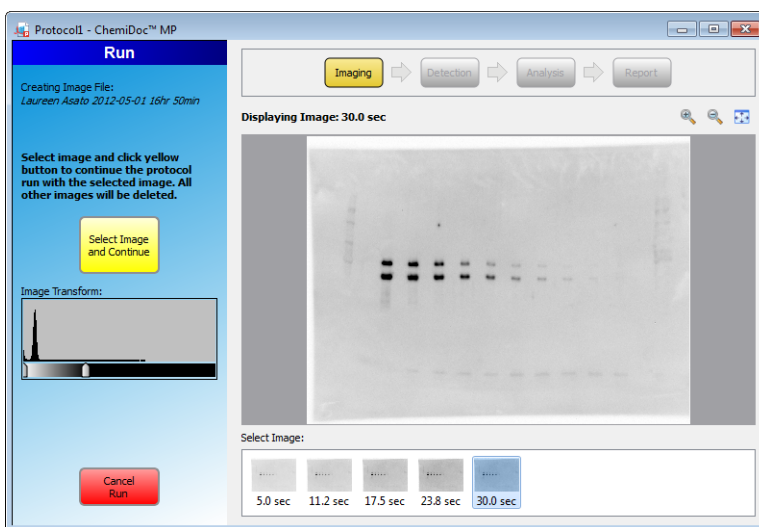 Protocol1 - ChemiDoc™ MP
Run
Creating Image File:
Laureen Asato 2012-05-01 16hr 50min
Select image and click yellow
button to continue the protocol
run with the selected image. All
other images will be deleted.
Select Image
and Continue
Image Transform:
Cancel
Run
Imaging
Detection
Analysis
Report
Displaying Image: 30.0 sec
Select Image:
5.0 sec
11.2 sec
17.5 sec
23.8 sec
30.0 sec